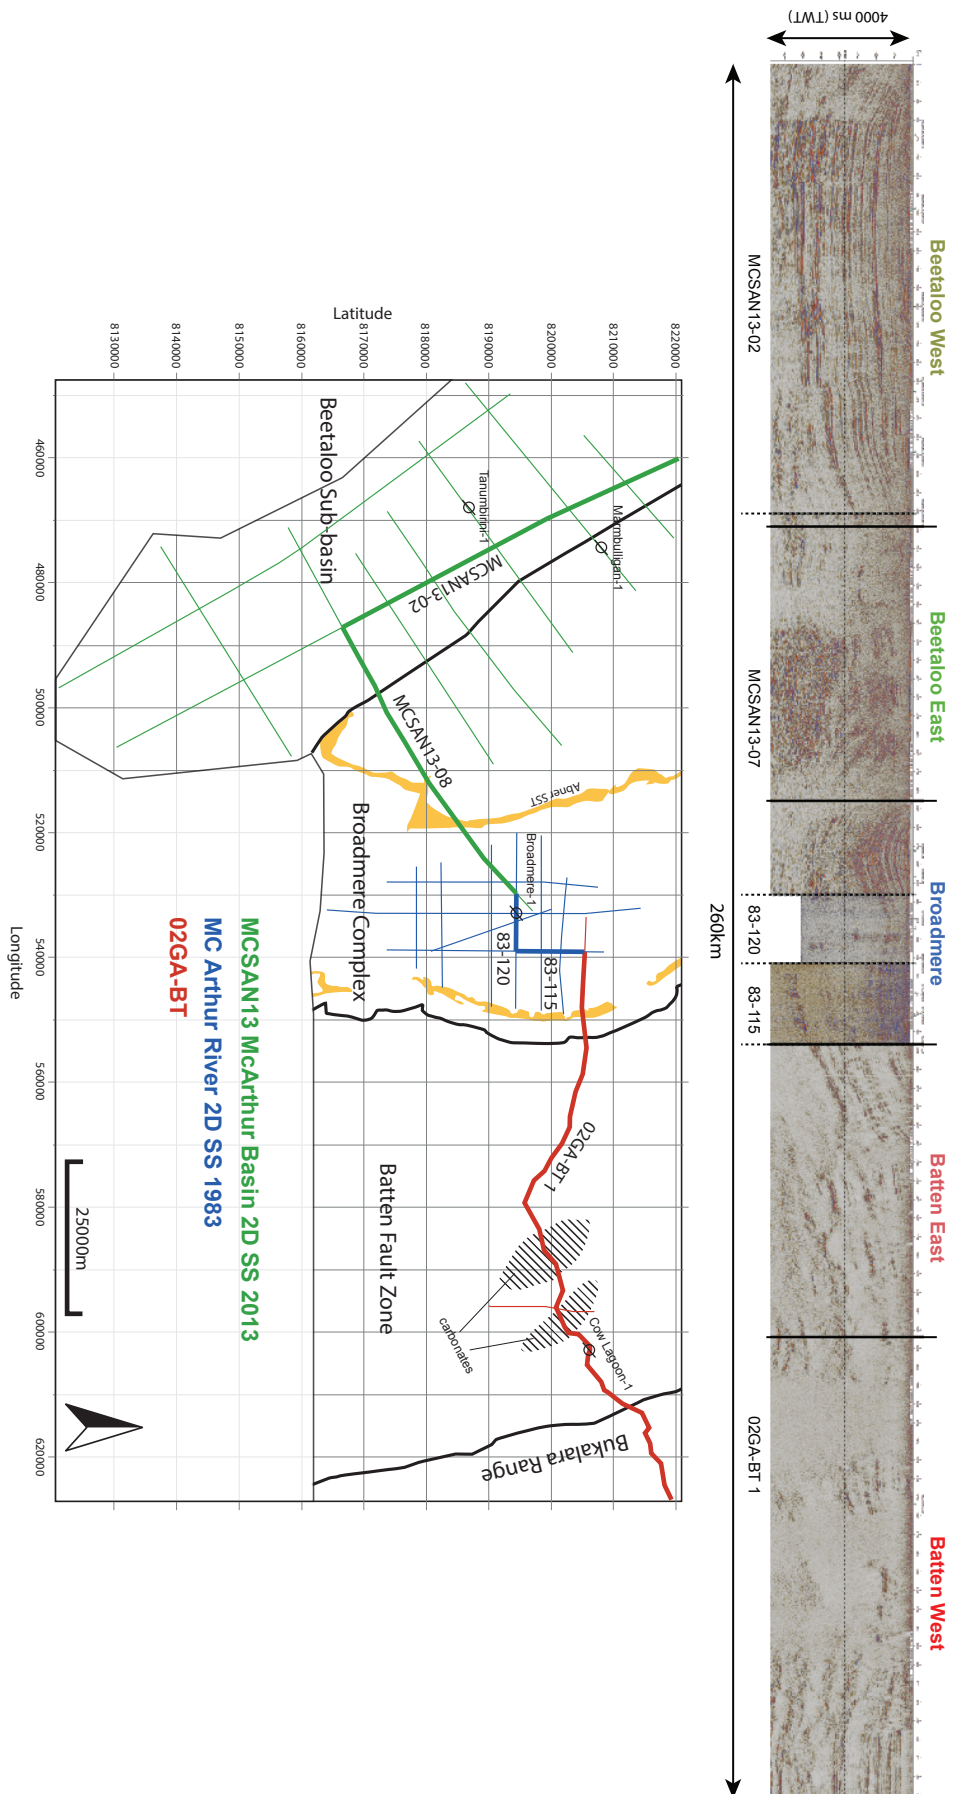 4000 ms (TWT)
Beetaloo West
Beetaloo East
Broadmere
Batten East
Batten West
MCSAN13-02
MCSAN13-07
83-120
83-115
02GA-BT 1
260km
Latitude
8220000
8210000
8200000
8190000
8180000
8170000
8160000
8150000
8140000
8130000
Marmbulligan-1
Tanumbirini-1
MCSAN13-02
Beetaloo Sub-basin
MCSAN13-08
Abner SST
Broadmere-1
83-120
83-115
Broadmere Complex
02GA-BT 1
Batten Fault Zone
carbonates
Cow Lagoon-1
Bukalara Range
MCSAN13 McArthur Basin 2D SS 2013
MC Arthur River 2D SS 1983
02GA-BT
25000m
460000
480000
500000
520000
540000
560000
580000
600000
620000
Longitude